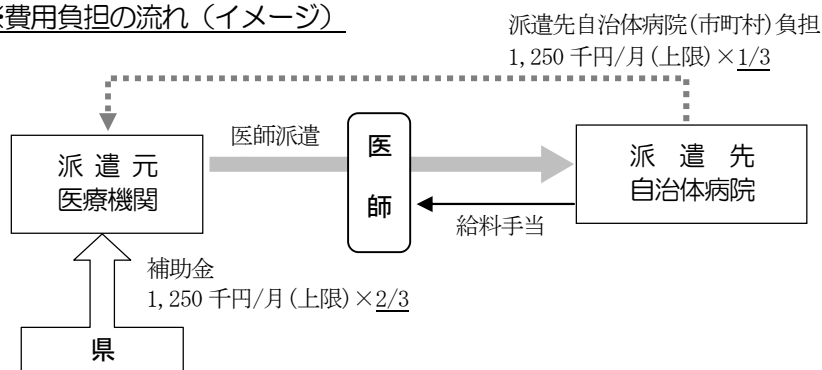 費用負担の流れ（イメージ）
派遣先自治体病院(市町村)負担
1,250 千円/月(上限)×1/3
派 遣 元
医療機関
医師派遣
医
師
派 遣 先
自治体病院
給料手当
補助金
1,250 千円/月(上限)×2/3
県